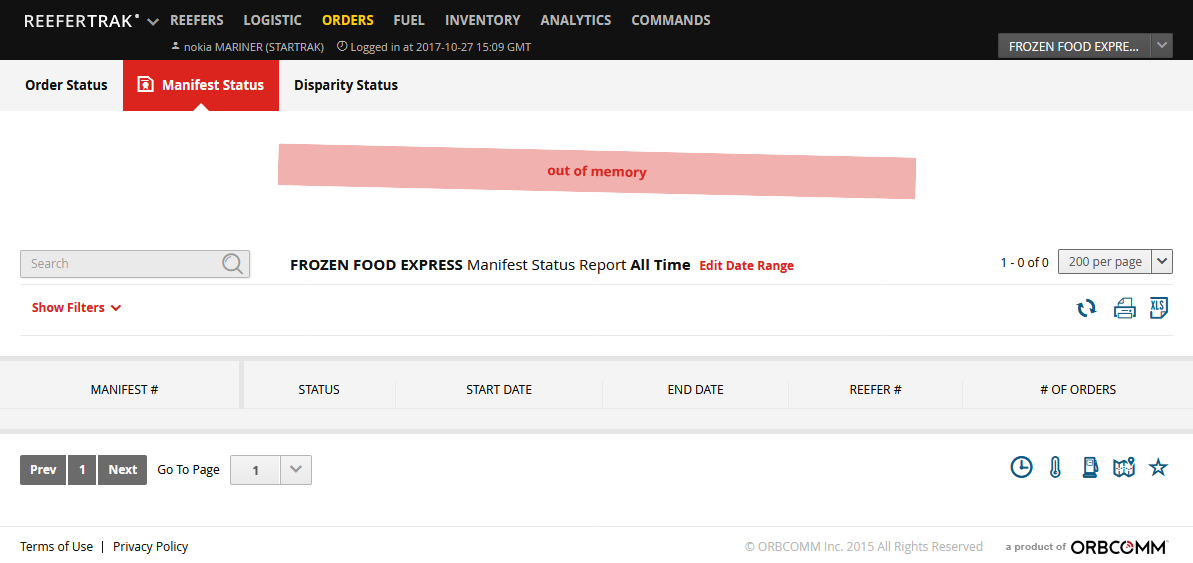 REEFERTRAK REEFERS LOGISTIC ORDERS FUEL INVENTORY ANALYTICS COMMANDS
nokia MARINER (STARTRAK) Logged in at 2017-10-27 15:09 GMT
FROZEN FOOD EXPRE...
Order Status Manifest Status Disparity Status
out of memory
Search FROZEN FOOD EXPRESS Manifest Status Report All Time Edit Date Range 1 - 0 of 0 200 per page
Show Filters XLS
MANIFEST # STATUS START DATE END DATE REEFER # # OF ORDERS
Prev 1 Next Go To Page 1
Terms of Use | Privacy Policy © ORBCOMM Inc. 2015 All Rights Reserved a product of ORBCOMM